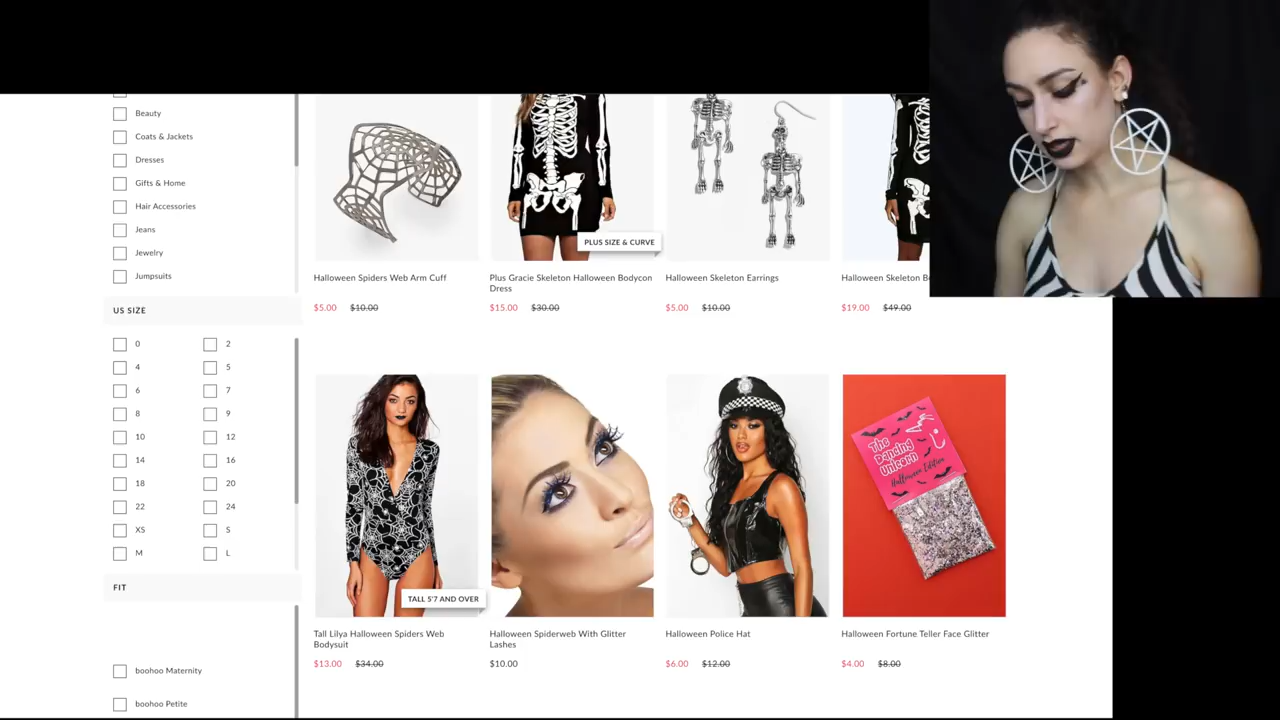 Beauty
Coats & Jackets
Dresses
Gifts & Home
Hair Accessories
Jeans
Jewelry
Jumpsuits
US SIZE
0 2
4 5
6 7
8 9
10 12
14 16
18 20
22 24
XS S
M L
FIT
boohoo Maternity
boohoo Petite
Halloween Spiders Web Arm Cuff
$5.00 $10.00
PLUS SIZE & CURVE
Plus Gracie Skeleton Halloween Bodycon
Dress
$15.00 $30.00
Halloween Skeleton Earrings
$5.00 $10.00
Halloween Skeleton
$19.00 $49.00
TALL 5'7 AND OVER
Tall Lilya Halloween Spiders Web
Bodysuit
$13.00 $34.00
Halloween Spiderweb With Glitter
Lashes
$10.00
Halloween Police Hat
$6.00 $12.00
The
Dancing
Unicorn
Halloween Edition
Halloween Fortune Teller Face Glitter
$4.00 $8.00